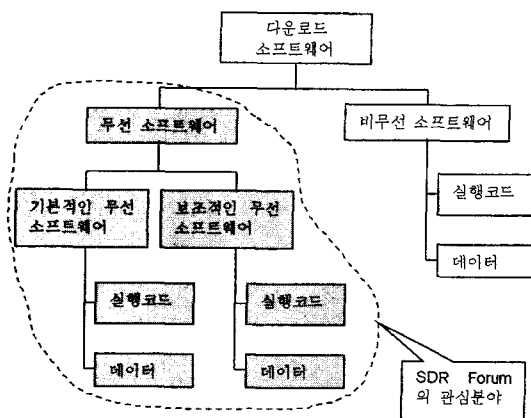 다운로드
소프트웨어
무선 소프트웨어
비무선 소프트웨어
기본적인 무선
소프트웨어
보조적인 무선
소프트웨어
실행코드
데이터
실행코드
데이터
실행코드
데이터
SDR Forum
의 관심분야